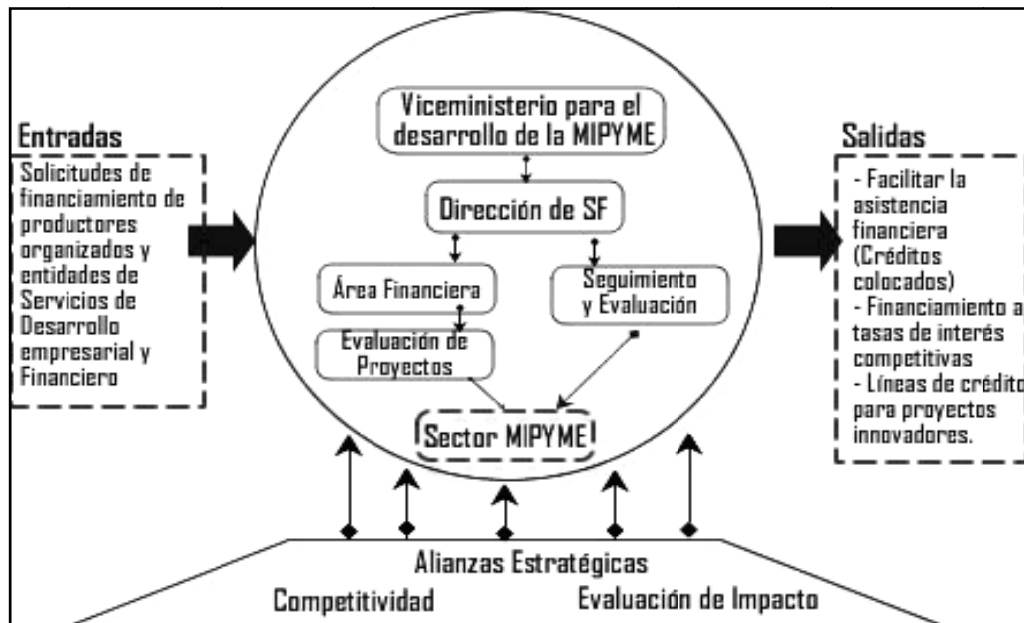 Entradas
Solicitudes de
financiamiento de
productores
organizados y
entidades de
Servicios de
Desarrollo
empresarial y
Financiero
Viceministerio para el
desarrollo de la MIPYME
Dirección de SF
Área Financiera
Seguimiento
y Evaluación
Evaluación de
Proyectos
Sector MIPYME
Salidas
- Facilitar la
asistencia
financiera
(Créditos
colocados)
- Financiamiento a
tasas de interés
competitivas
- Líneas de crédito
para proyectos
innovadores.
Alianzas Estratégicas
Competitividad
Evaluación de Impacto